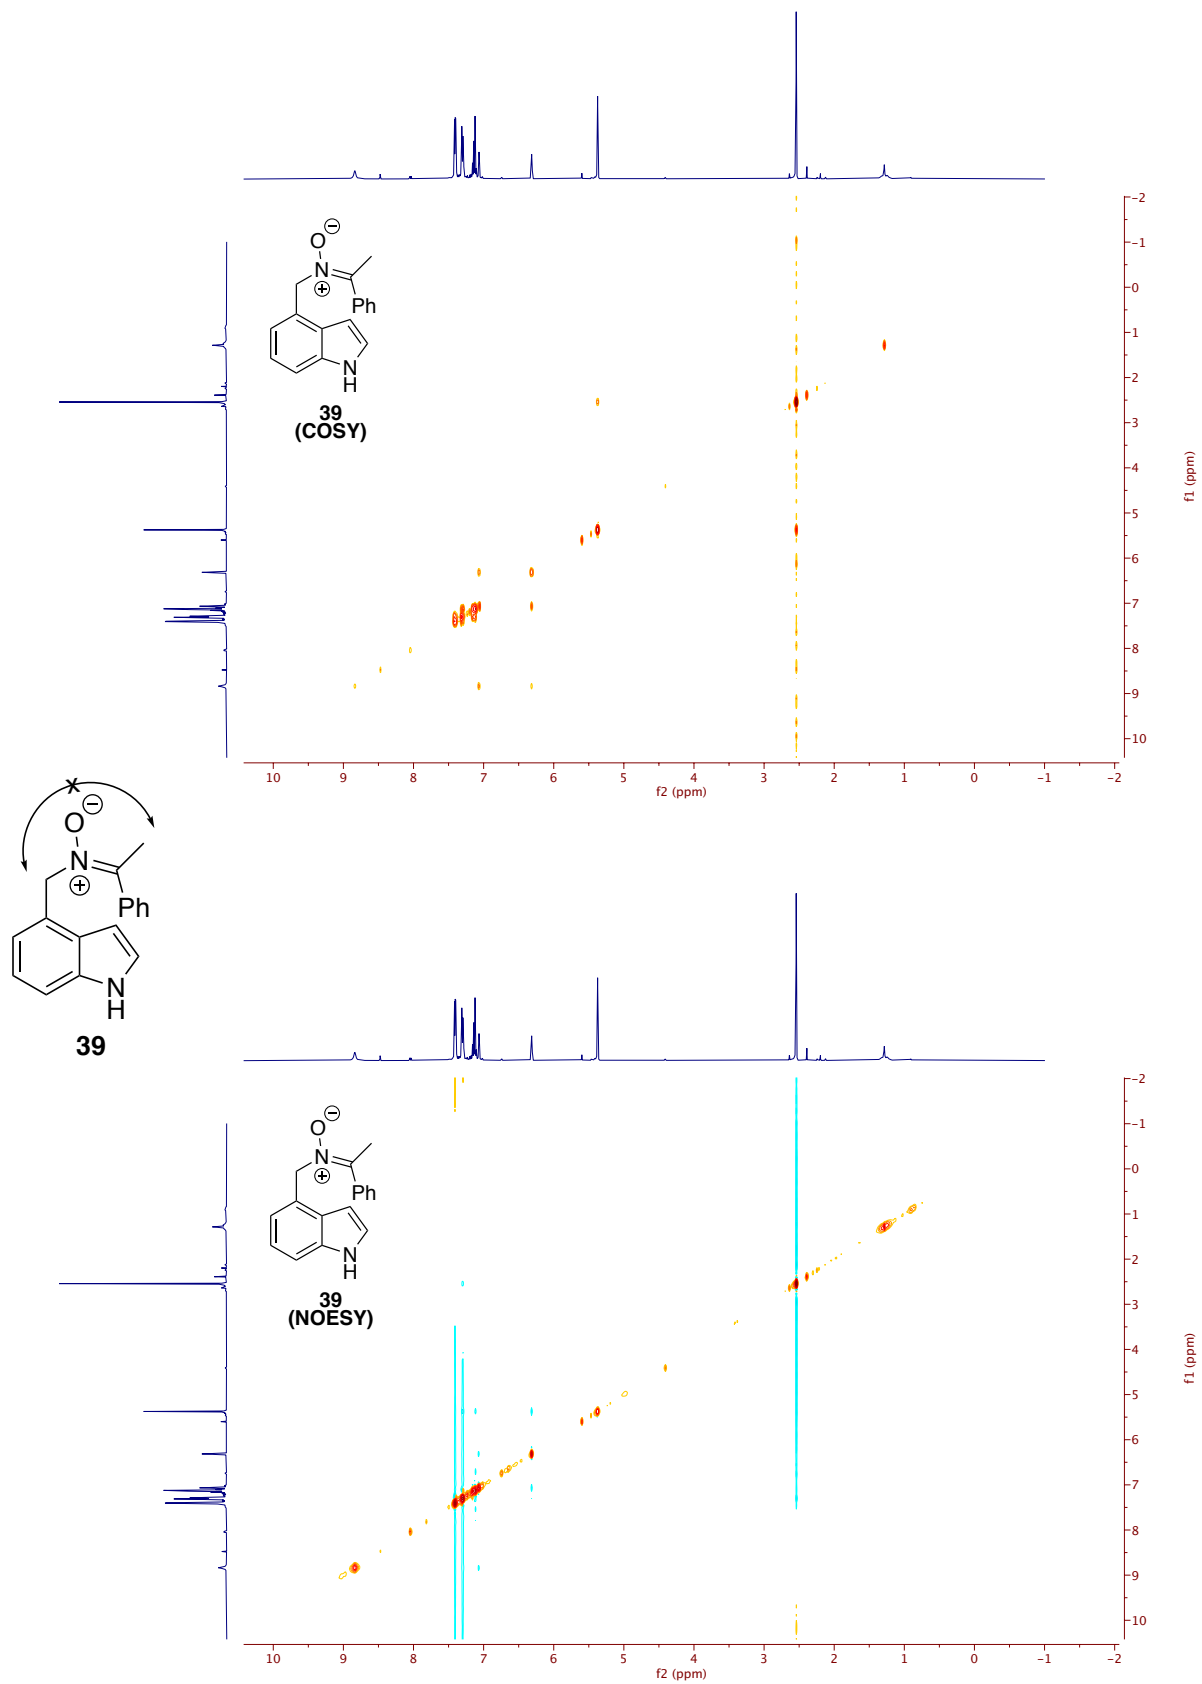 O
−
N
+
Ph
N
H
39
(COSY)
−2
−1
0
1
2
3
4
5
6
7
8
9
10
f1 (ppm)
10 9 8 7 6 5 4 3 2 1 0 −1 −2
f2 (ppm)
x
O
−
N
+
Ph
N
H
39
O
−
N
+
Ph
N
H
39
(NOESY)
−2
−1
0
1
2
3
4
5
6
7
8
9
10
f1 (ppm)
10 9 8 7 6 5 4 3 2 1 0 −1 −2
f2 (ppm)